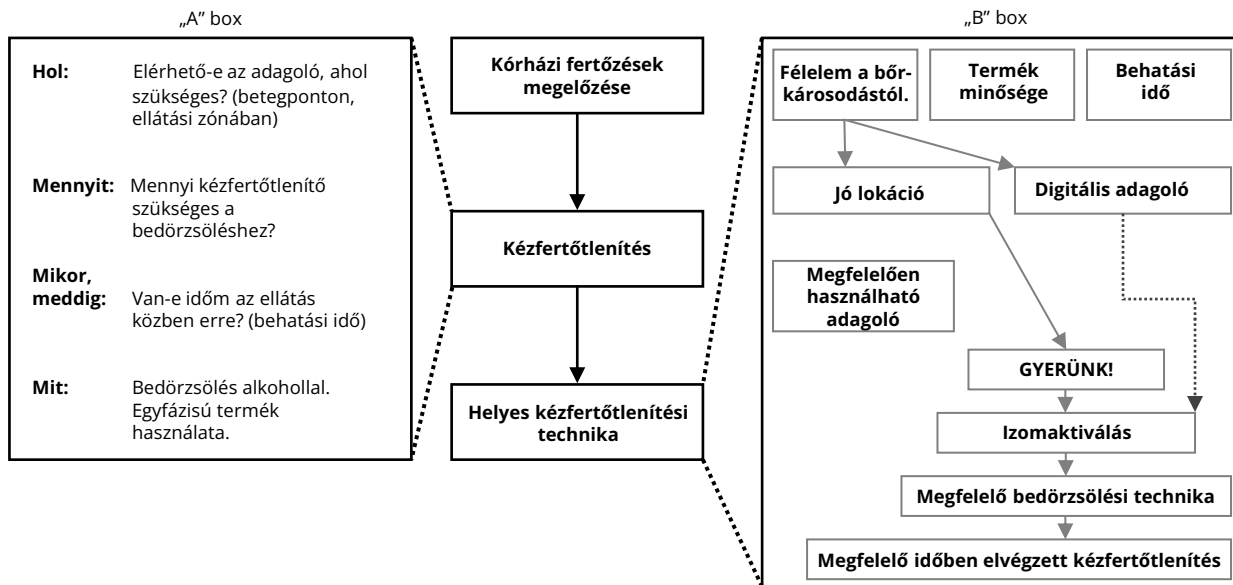 „A” box
Hol: Elérhető-e az adagoló, ahol
szükséges? (betegponton,
ellátási zónában)
Mennyit: Mennyi kézfertőtlenítő
szükséges a
bedörzsöléshez?
Mikor,
meddig: Van-e időm az ellátás
közben erre? (behatási idő)
Mit: Bedörzsölés alkohollal.
Egyfázisú termék
használata.
Kórházi fertőzések
megelőzése
Kézfertőtlenítés
Helyes kézfertőtlenítési
technika
„B” box
Félelem a bőr-
károsodástól.
Termék
minősége
Behatási
idő
Jó lokáció
Digitális adagoló
Megfelelően
használható
adagoló
GYERÜNK!
Izomaktiválás
Megfelelő bedörzsölési technika
Megfelelő időben elvégzett kézfertőtlenítés